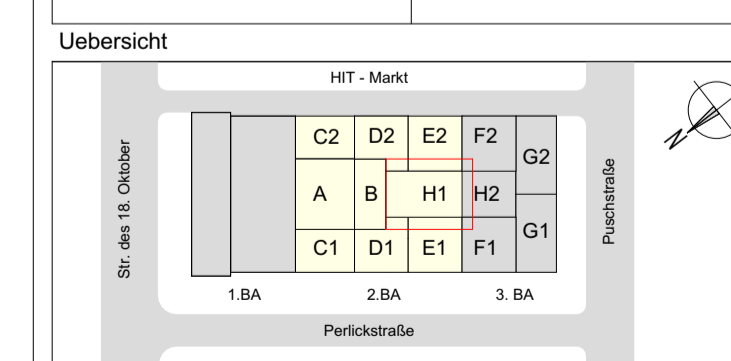 Uebersicht
HIT - Markt
N
Str. des 18. Oktober
C2 D2 E2 F2
G2
A B H1 H2
Puschstraße
G1
C1 D1 E1 F1
1.BA 2.BA 3. BA
Perlickstraße